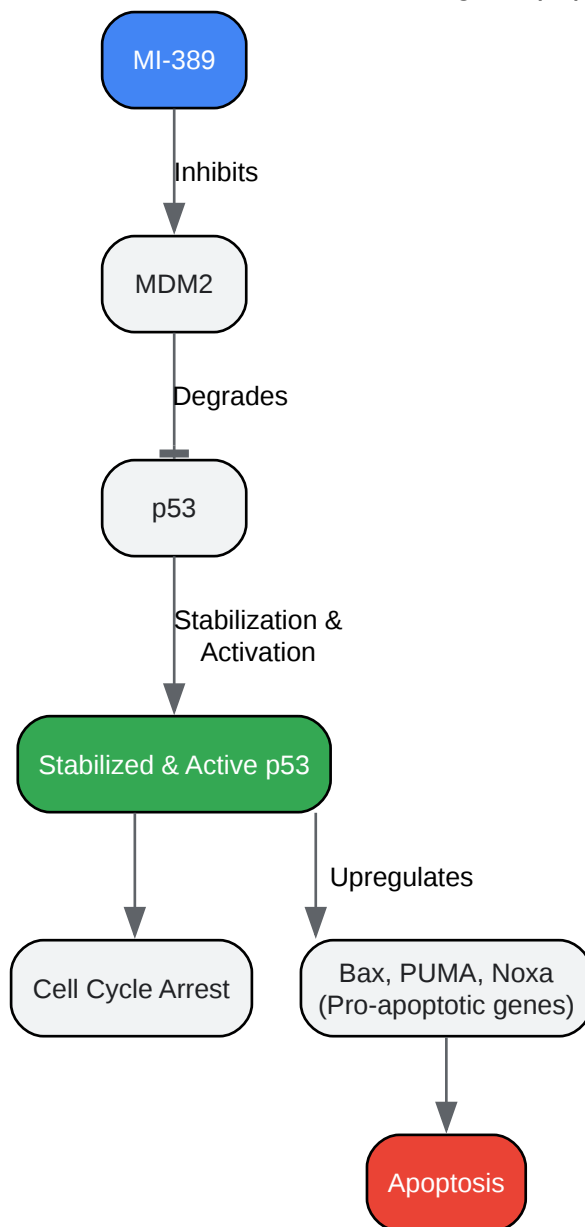 MI-389
Inhibits
MDM2
Degrades
p53
Stabilization &
Activation
Stabilized & Active p53
Upregulates
Cell Cycle Arrest
Bax, PUMA, Noxa
(Pro-apoptotic genes)
Apoptosis